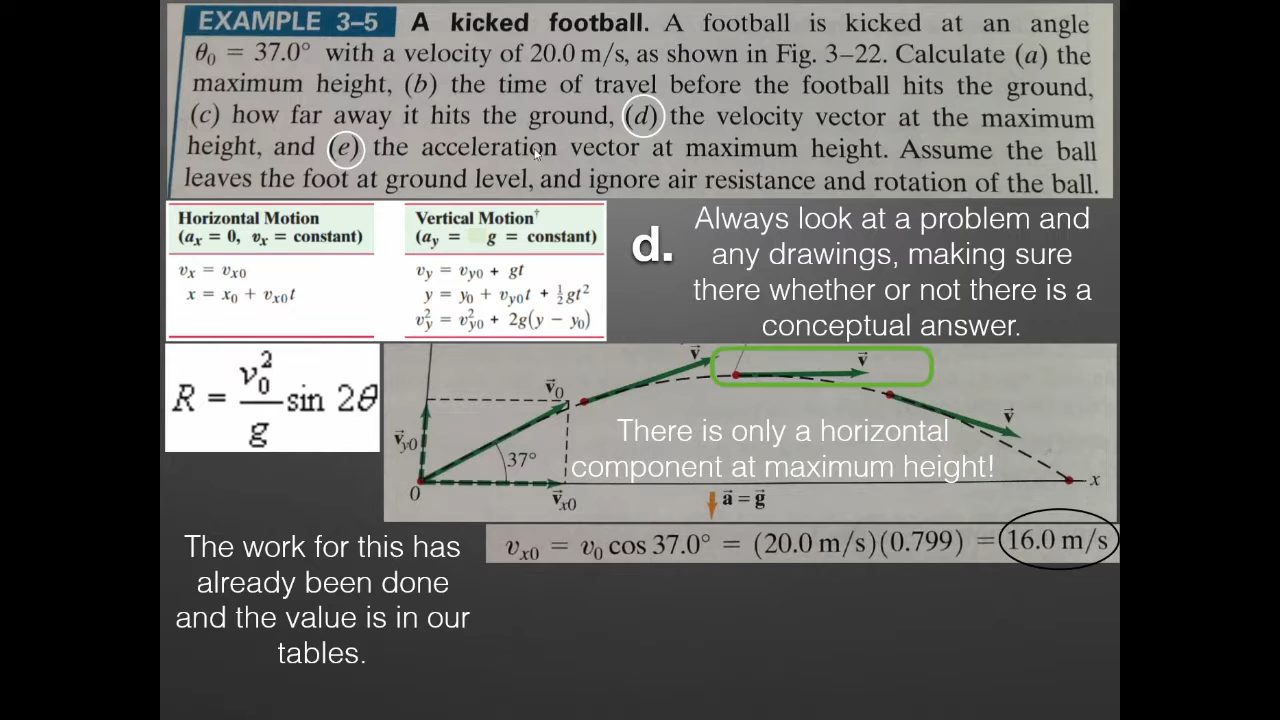 EXAMPLE 3–5 A kicked football. A football is kicked at an angle
θ₀ = 37.0° with a velocity of 20.0 m/s, as shown in Fig. 3–22. Calculate (a) the
maximum height, (b) the time of travel before the football hits the ground,
(c) how far away it hits the ground, (d) the velocity vector at the maximum
height, and (e) the acceleration vector at maximum height. Assume the ball
leaves the foot at ground level, and ignore air resistance and rotation of the ball.
Horizontal Motion
(aₓ = 0, vₓ = constant)
vₓ = vₓ₀
x = x₀ + vₓ₀t
Vertical Motion†
(a_y = g = constant)
v_y = v_y0 + gt
y = y₀ + v_y0 t + ½gt²
v_y² = v_y0² + 2g(y − y₀)
d.
Always look at a problem and
any drawings, making sure
there whether or not there is a
conceptual answer.
R = v₀²/g sin 2θ
v⃗
v⃗
v⃗₀
v⃗
v⃗_y0
There is only a horizontal
component at maximum height!
37°
0
v⃗ₓ₀
a⃗ = g⃗
x
The work for this has
already been done
and the value is in our
tables.
vₓ₀ = v₀ cos 37.0° = (20.0 m/s)(0.799) = 16.0 m/s